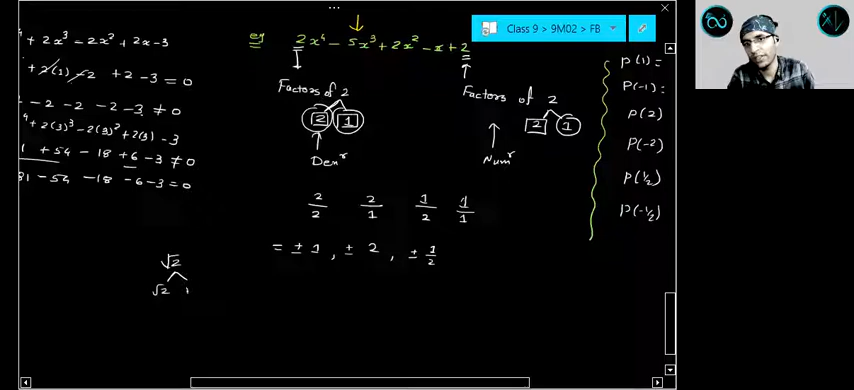 Class 9 > 9M02 > FB
eg 2x⁴ - 5x³ + 2x² - x + 2
⁴ + 2x³ - 2x² + 2x - 3
+ 2(1) - 2 + 2 - 3 = 0
- 2 - 2 - 2 - 3 ≠ 0
⁴ + 2(3)³ - 2(3)² + 2(3) - 3
1 + 54 - 18 + 6 - 3 ≠ 0
81 - 54 - 18 - 6 - 3 = 0
√2
√2
Factors of 2
2 1
Denʳ
Factors of 2
2 1
Numʳ
2/2 2/1 1/2 1/1
= ± 1 , ± 2 , ± 1/2
P(1) =
P(-1) =
P(2)
P(-2)
P(1/2)
P(-1/2)